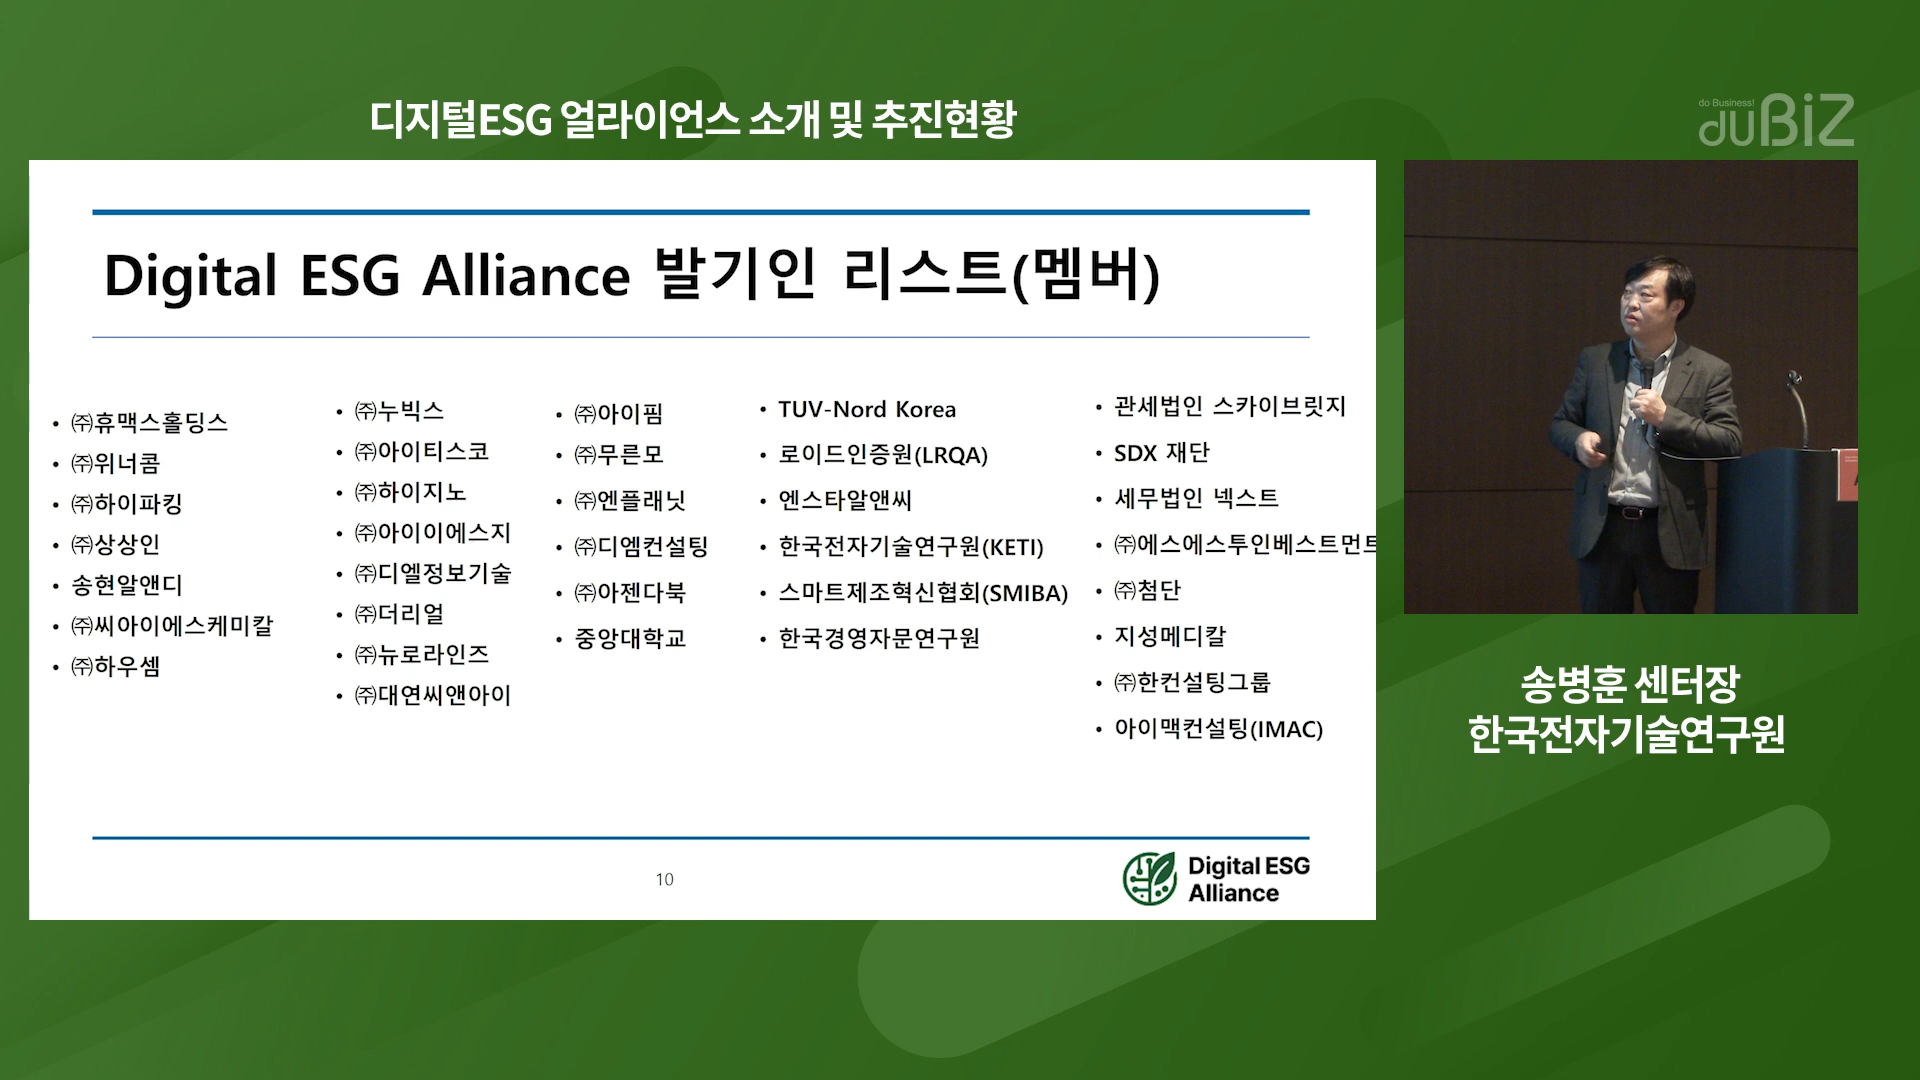 디지털ESG 얼라이언스 소개 및 추진현황
do Business!
duBiZ
Digital ESG Alliance 발기인 리스트(멤버)
• ㈜휴맥스홀딩스
• ㈜위너콤
• ㈜하이파킹
• ㈜상상인
• 송현알앤디
• ㈜씨아이에스케미칼
• ㈜하우셈
• ㈜누빅스
• ㈜아이티스코
• ㈜하이지노
• ㈜아이이에스지
• ㈜디엘정보기술
• ㈜더리얼
• ㈜뉴로라인즈
• ㈜대연씨앤아이
• ㈜아이핌
• ㈜무른모
• ㈜엔플래닛
• ㈜디엠컨설팅
• ㈜아젠다북
• 중앙대학교
• TUV-Nord Korea
• 로이드인증원(LRQA)
• 엔스타알앤씨
• 한국전자기술연구원(KETI)
• 스마트제조혁신협회(SMIBA)
• 한국경영자문연구원
• 관세법인 스카이브릿지
• SDX 재단
• 세무법인 넥스트
• ㈜에스에스투인베스트먼트
• ㈜첨단
• 지성메디칼
• ㈜한컨설팅그룹
• 아이맥컨설팅(IMAC)
10
Digital ESG
Alliance
송병훈 센터장
한국전자기술연구원